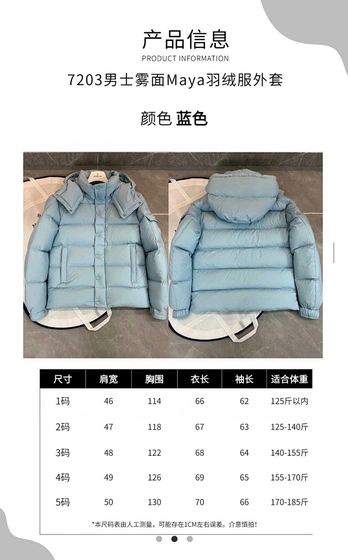 产品信息
PRODUCT INFORMATION
7203男士雾面Maya羽绒服外套
颜色 蓝色
尺寸 肩宽 胸围 衣长 袖长 适合体重
1码 46 114 66 62 125斤以内
2码 47 118 67 63 125-140斤
3码 48 122 68 64 140-155斤
4码 49 126 69 65 155-170斤
5码 50 130 70 66 170-185斤
*本尺码表由人工测量，可能存在1CM左右误差。介意慎拍！